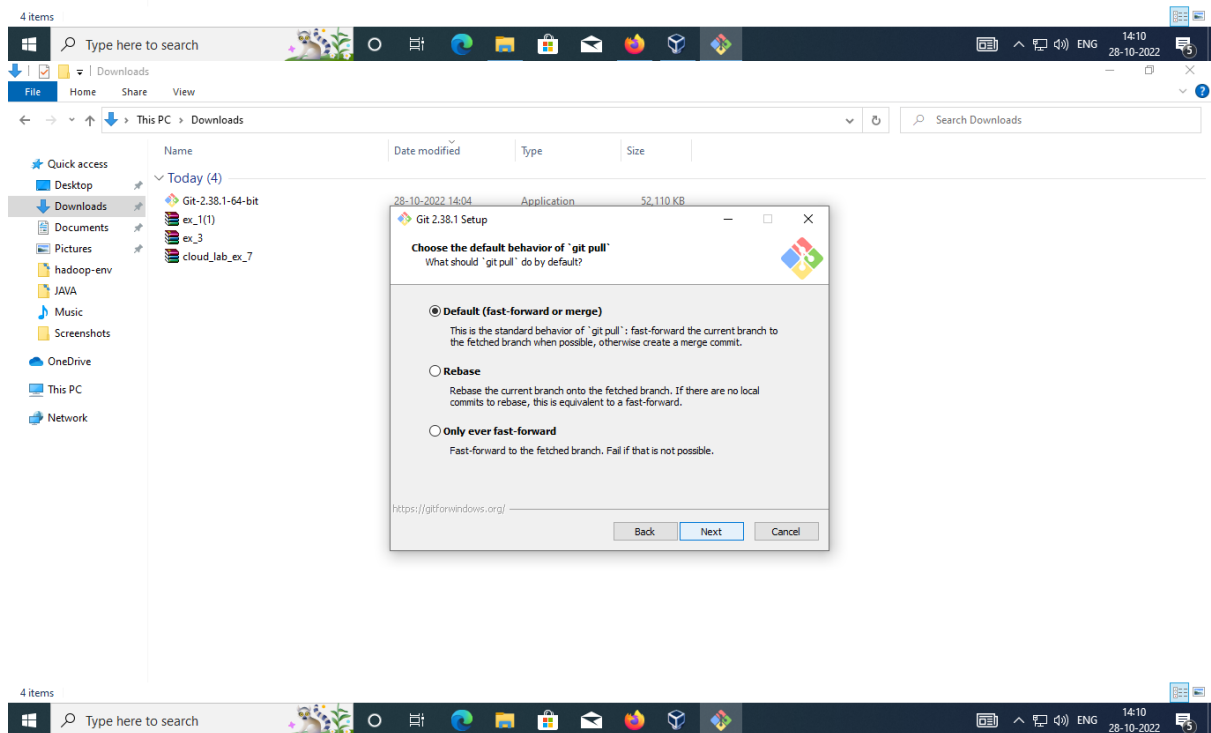 4 items
Type here to search
ENG
14:10
28-10-2022
5
Downloads
File Home Share View
This PC > Downloads
Search Downloads
Name Date modified Type Size
Quick access
Today (4)
Desktop
Git-2.38.1-64-bit 28-10-2022 14:04 Application 52,110 KB
Downloads
ex_1(1)
Documents
ex_3
Pictures
cloud_lab_ex_7
hadoop-env
JAVA
Music
Screenshots
OneDrive
This PC
Network
Git 2.38.1 Setup
Choose the default behavior of `git pull`
What should `git pull` do by default?
Default (fast-forward or merge)
This is the standard behavior of `git pull`: fast-forward the current branch to
the fetched branch when possible, otherwise create a merge commit.
Rebase
Rebase the current branch onto the fetched branch. If there are no local
commits to rebase, this is equivalent to a fast-forward.
Only ever fast-forward
Fast-forward to the fetched branch. Fail if that is not possible.
https://gitforwindows.org/
Back Next Cancel
4 items
Type here to search
ENG
14:10
28-10-2022
5